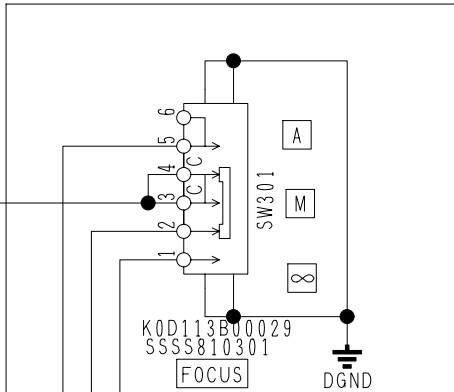 6
5
C
4
C
3
2
1
SW301
A
M
∞
K0D113B00029
SSSS810301
FOCUS
DGND